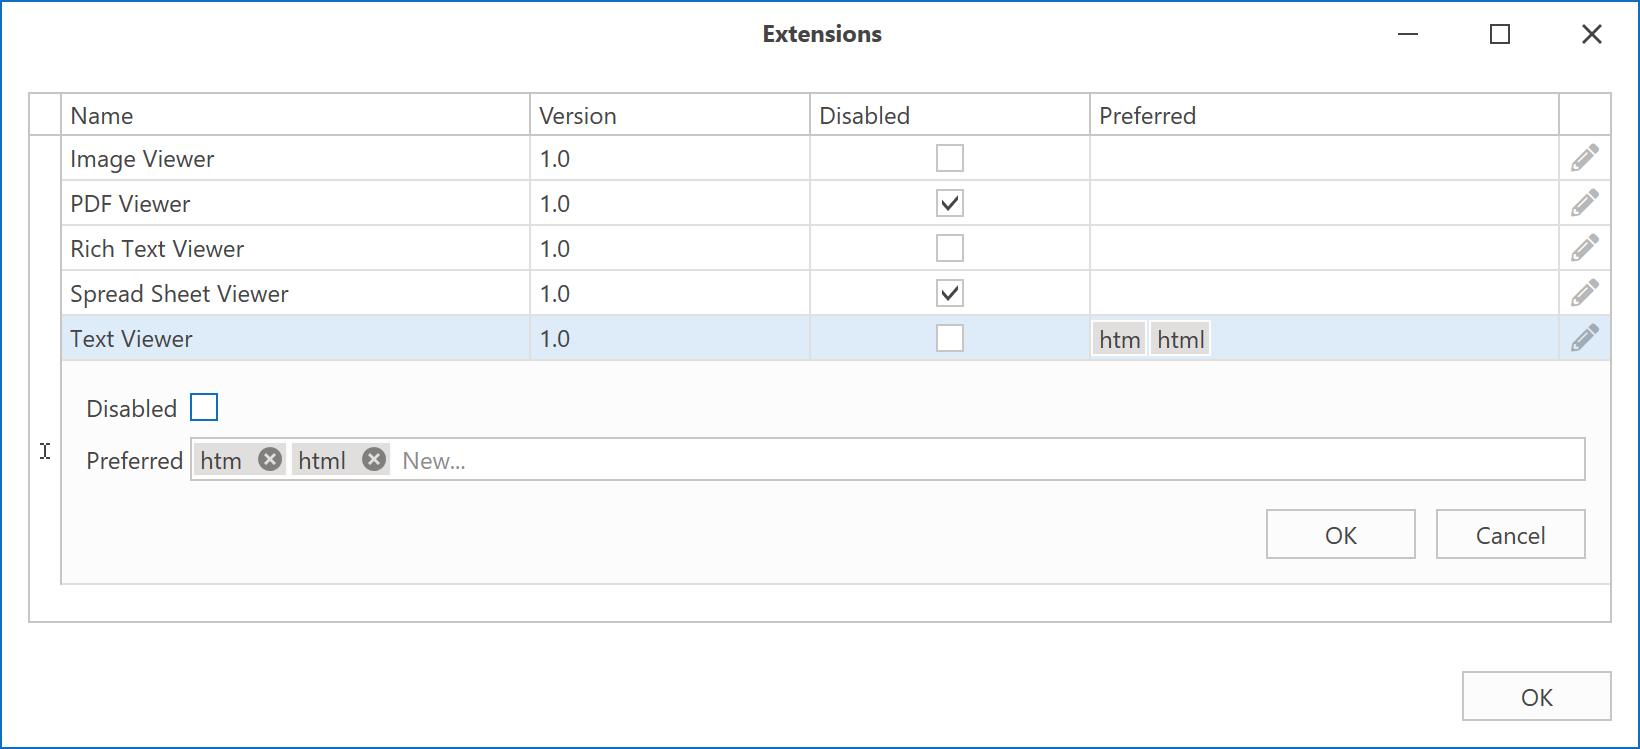 Extensions
Name Version Disabled Preferred
Image Viewer 1.0
PDF Viewer 1.0
Rich Text Viewer 1.0
Spread Sheet Viewer 1.0
Text Viewer 1.0 htm html
Disabled
Preferred htm html New...
OK Cancel
OK